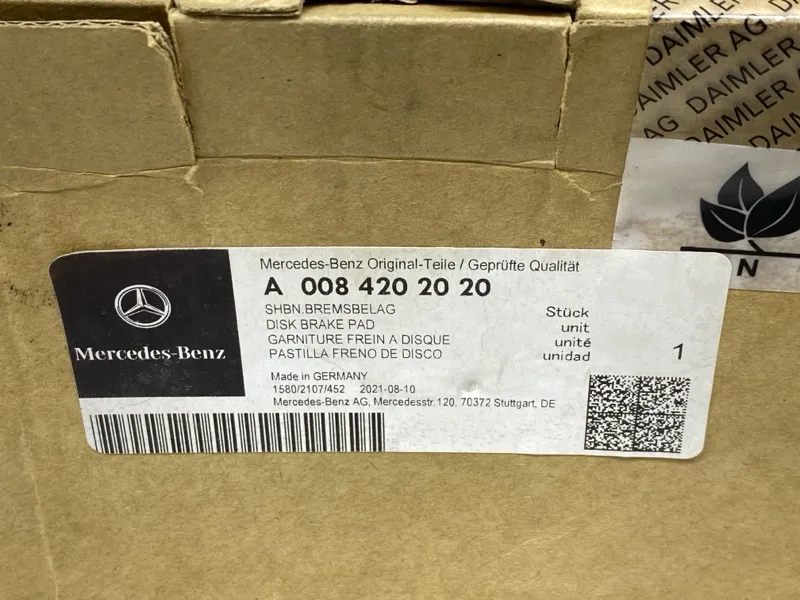 DAIMLER AG DAIMLER
DAIMLER AG
Mercedes-Benz
Mercedes-Benz Original-Teile / Geprüfte Qualität
A 008 420 20 20
SHBN.BREMSBELAG
DISK BRAKE PAD
GARNITURE FREIN A DISQUE
PASTILLA FRENO DE DISCO
Stück
unit
unité
unidad
1
Made in GERMANY
1580/2107/452 2021-08-10
Mercedes-Benz AG, Mercedesstr.120, 70372 Stuttgart, DE